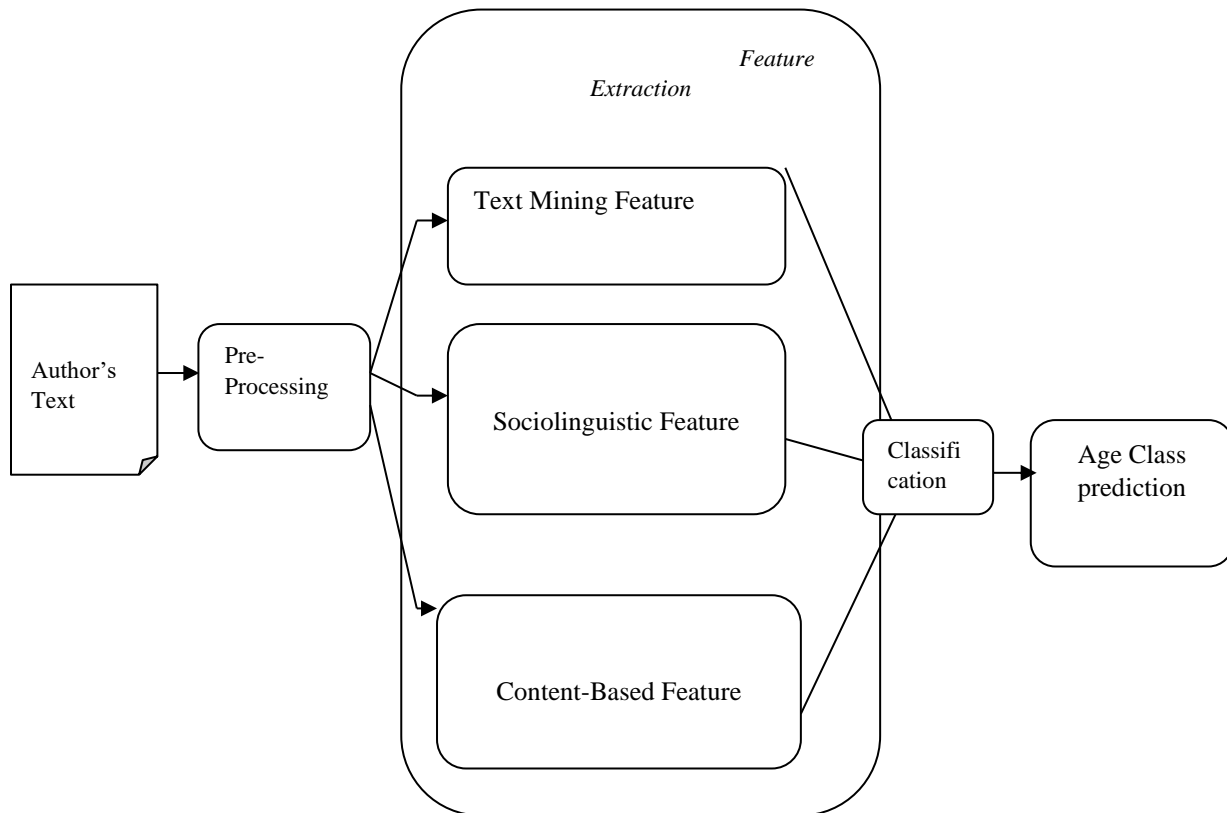 Feature
Extraction
Text Mining Feature
Author’s
Text
Pre-
Processing
Sociolinguistic Feature
Content-Based Feature
Classifi
cation
Age Class
prediction